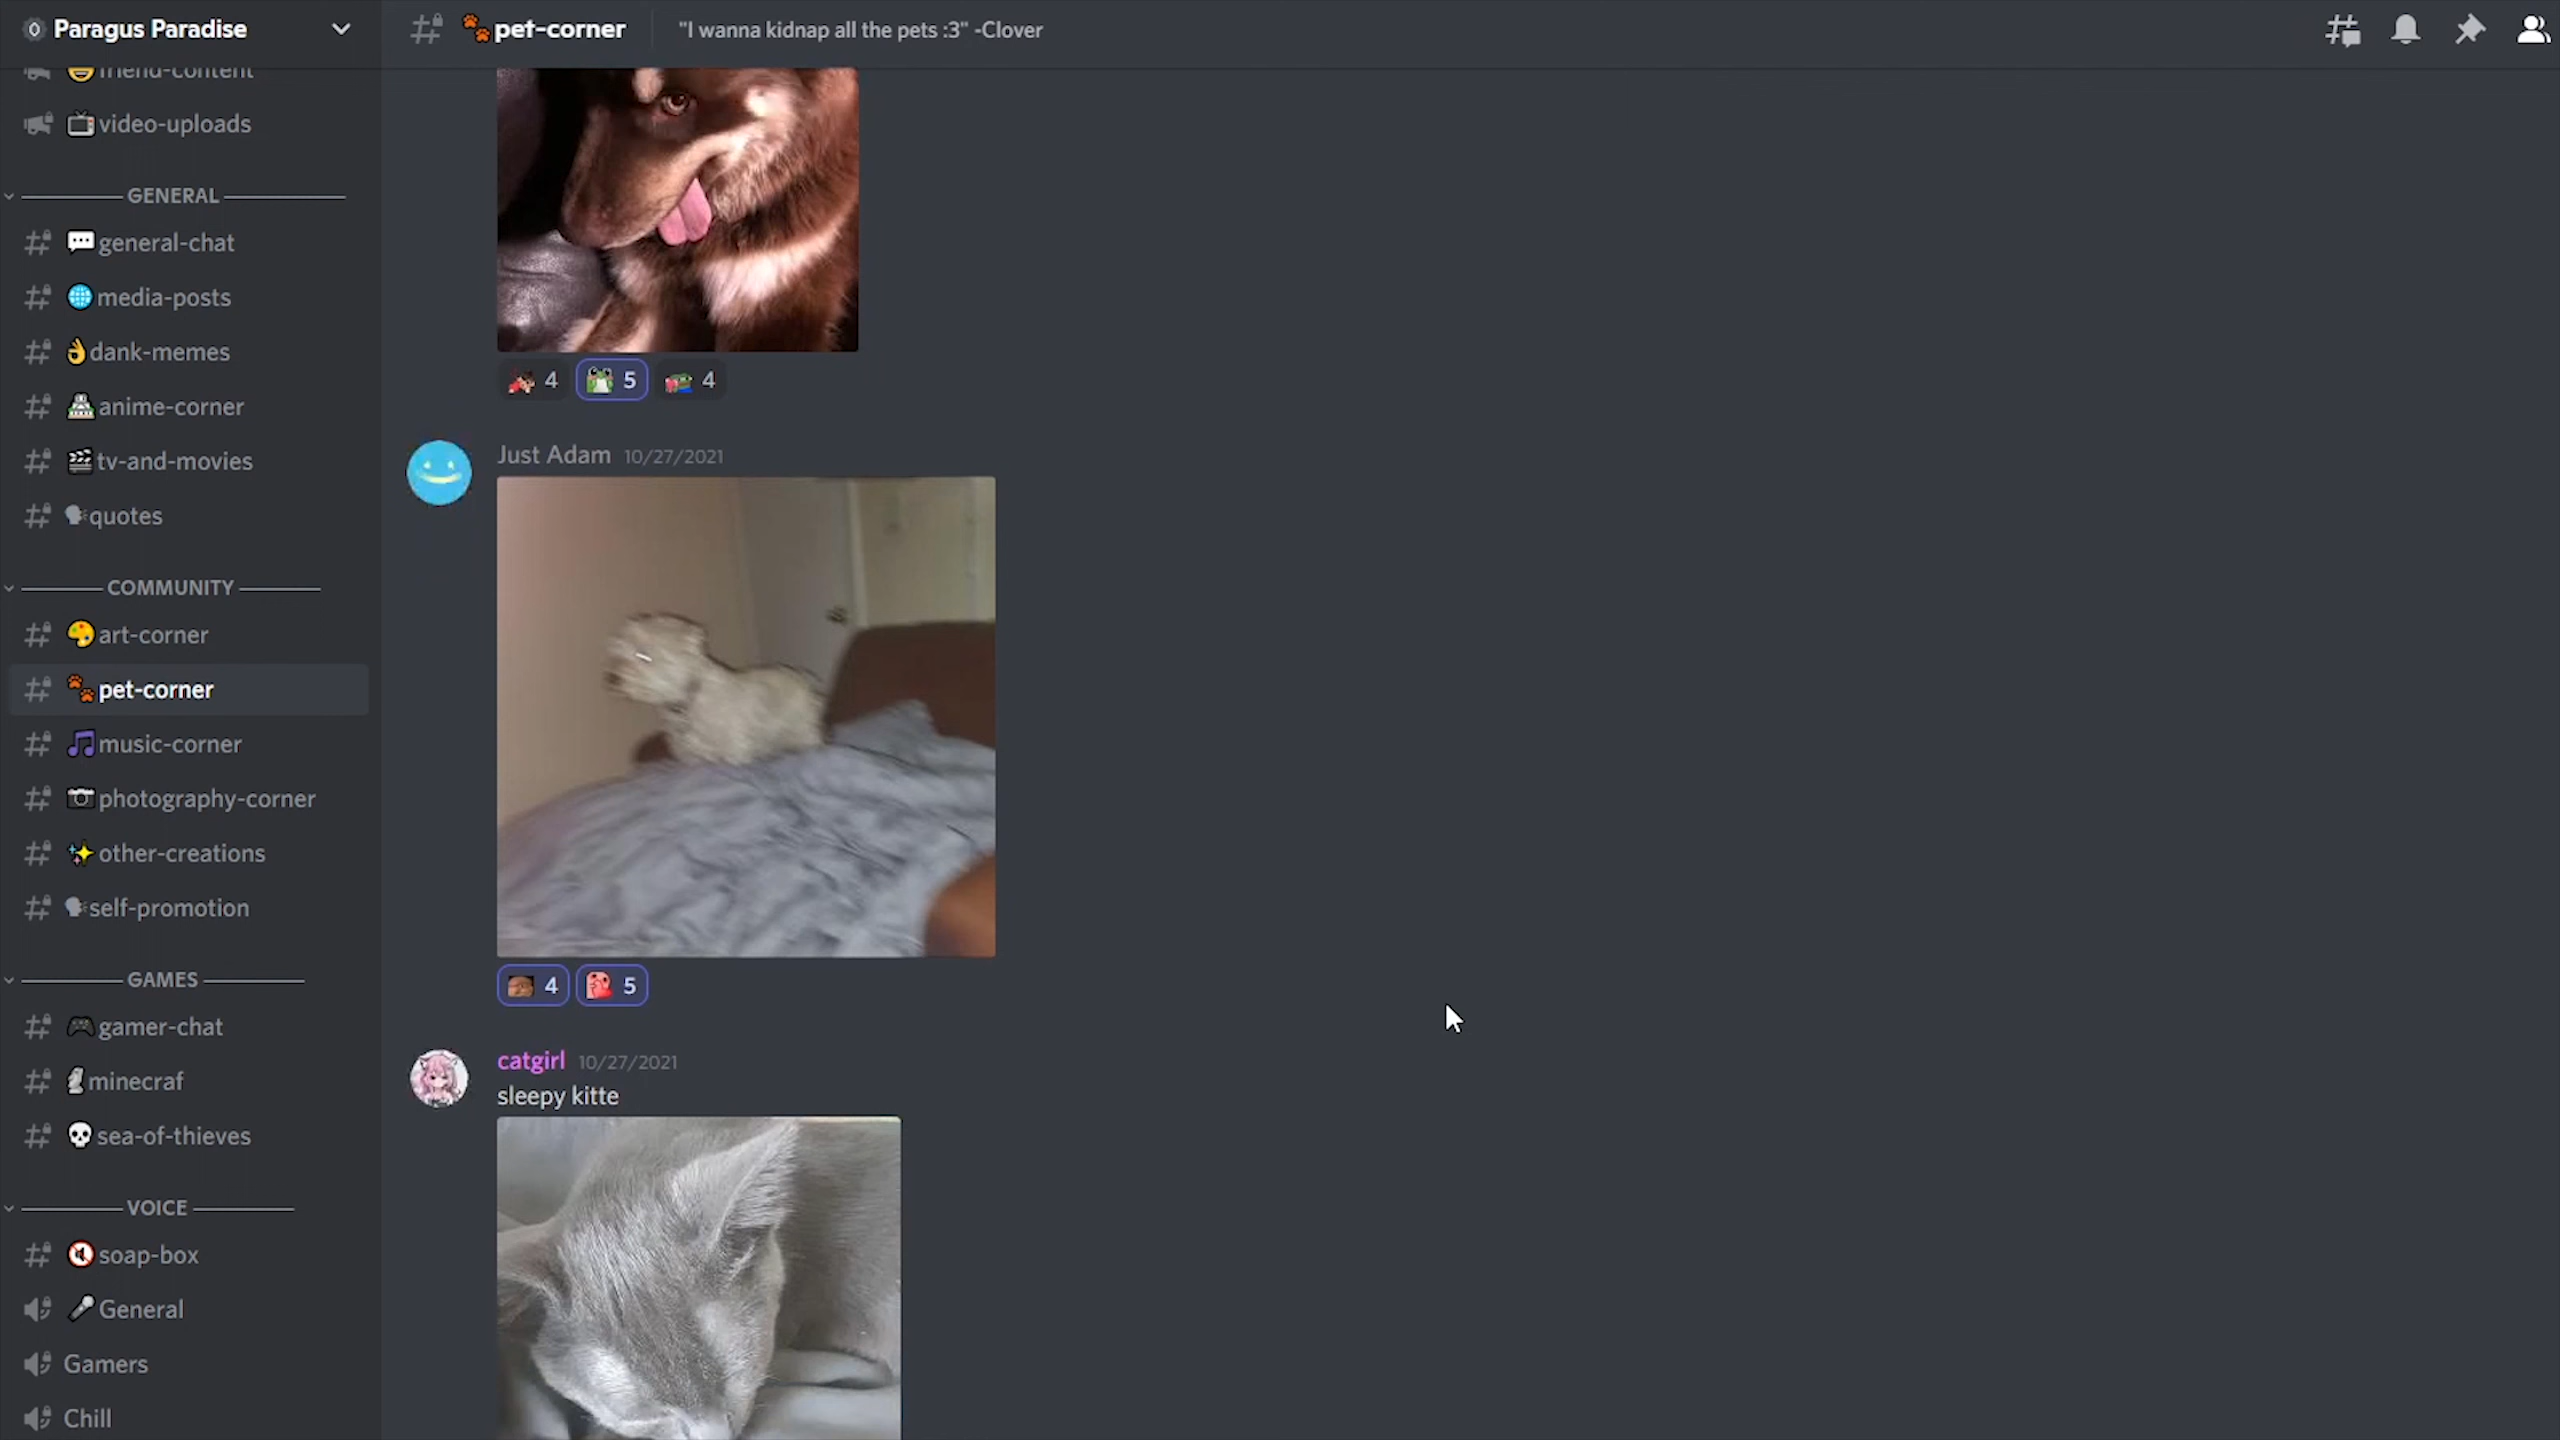 Paragus Paradise
friend-content
video-uploads
GENERAL
general-chat
media-posts
dank-memes
anime-corner
tv-and-movies
quotes
COMMUNITY
art-corner
pet-corner
music-corner
photography-corner
other-creations
self-promotion
GAMES
gamer-chat
minecraf
sea-of-thieves
VOICE
soap-box
General
Gamers
Chill
pet-corner "I wanna kidnap all the pets :3" -Clover
4 5 4
Just Adam 10/27/2021
4 5
catgirl 10/27/2021
sleepy kitte